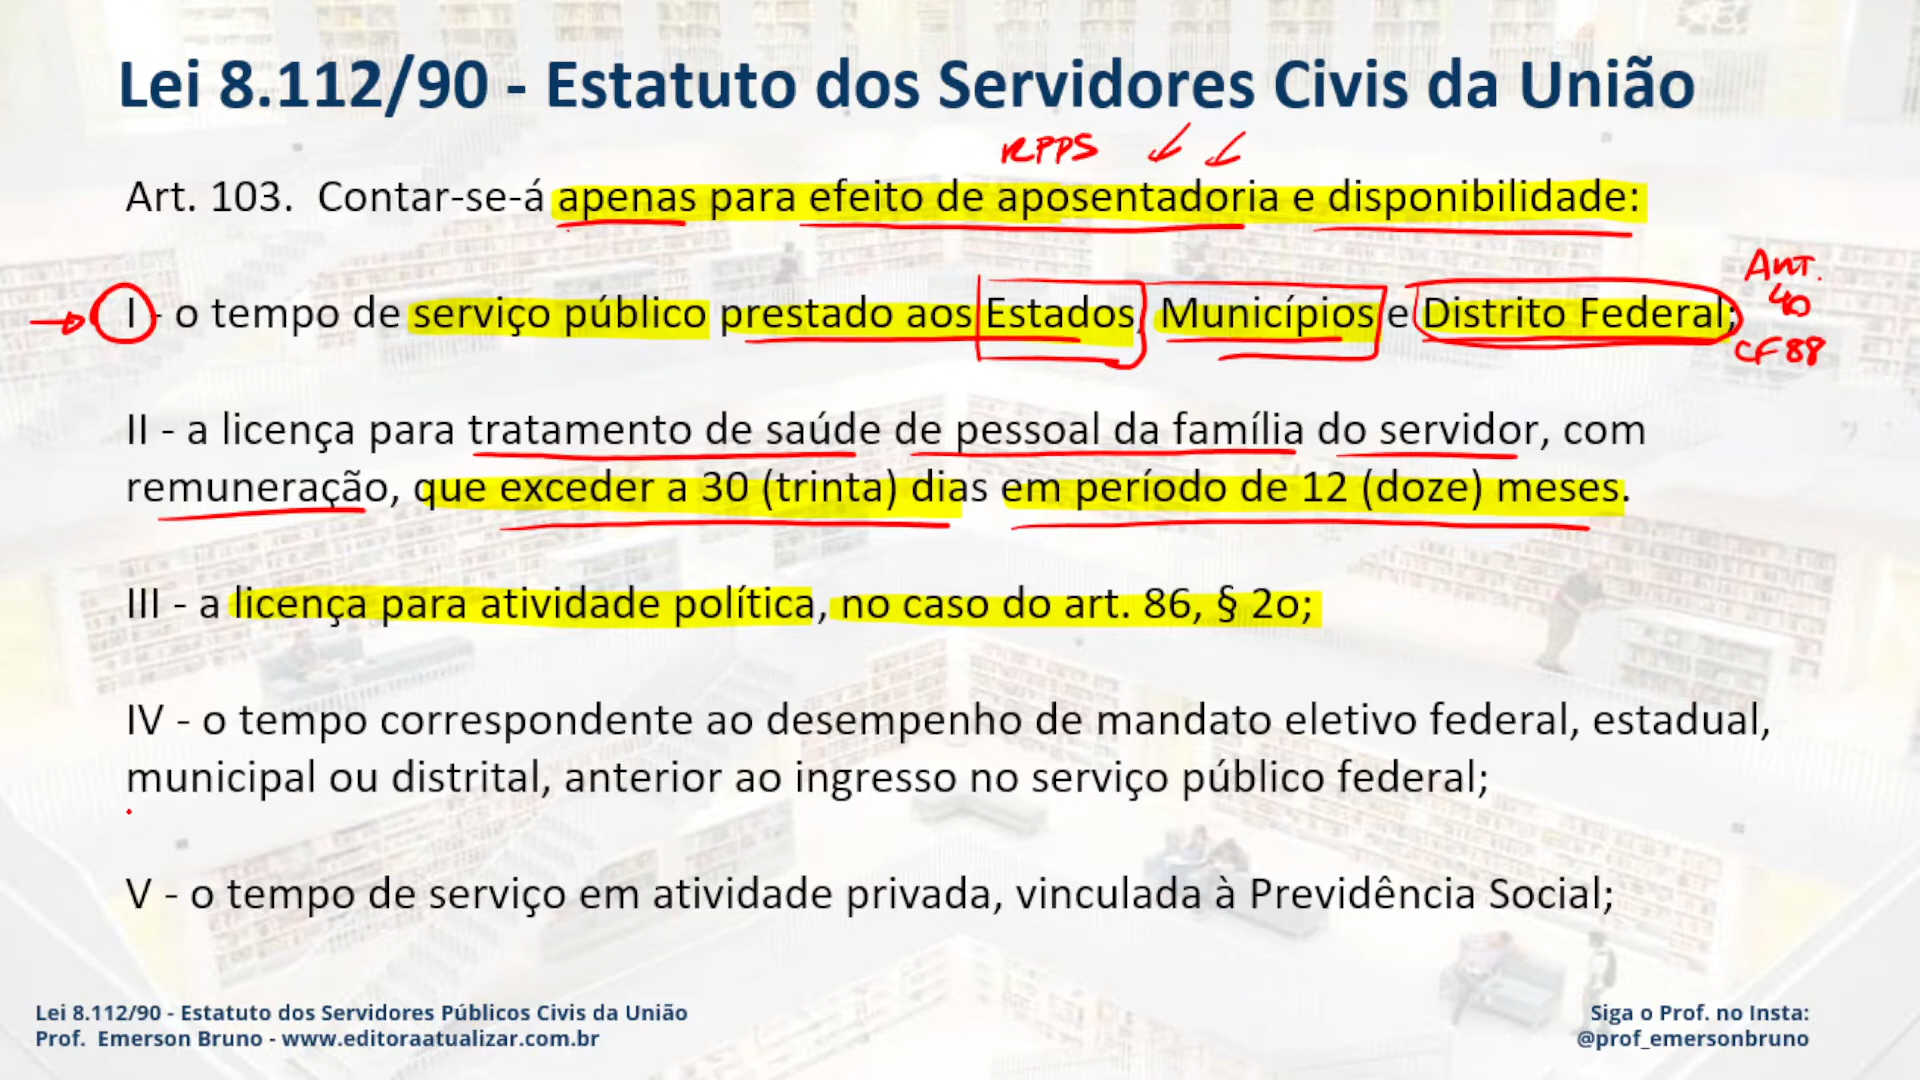 Lei 8.112/90 - Estatuto dos Servidores Civis da União
RPPS
Art. 103.  Contar-se-á apenas para efeito de aposentadoria e disponibilidade:
I - o tempo de serviço público prestado aos Estados, Municípios e Distrito Federal;
ART.
40
CF88
II - a licença para tratamento de saúde de pessoal da família do servidor, com
remuneração, que exceder a 30 (trinta) dias em período de 12 (doze) meses.
III - a licença para atividade política, no caso do art. 86, § 2o;
IV - o tempo correspondente ao desempenho de mandato eletivo federal, estadual,
municipal ou distrital, anterior ao ingresso no serviço público federal;
V - o tempo de serviço em atividade privada, vinculada à Previdência Social;
Lei 8.112/90 - Estatuto dos Servidores Públicos Civis da União
Prof.  Emerson Bruno - www.editoraatualizar.com.br
Siga o Prof. no Insta:
@prof_emersonbruno